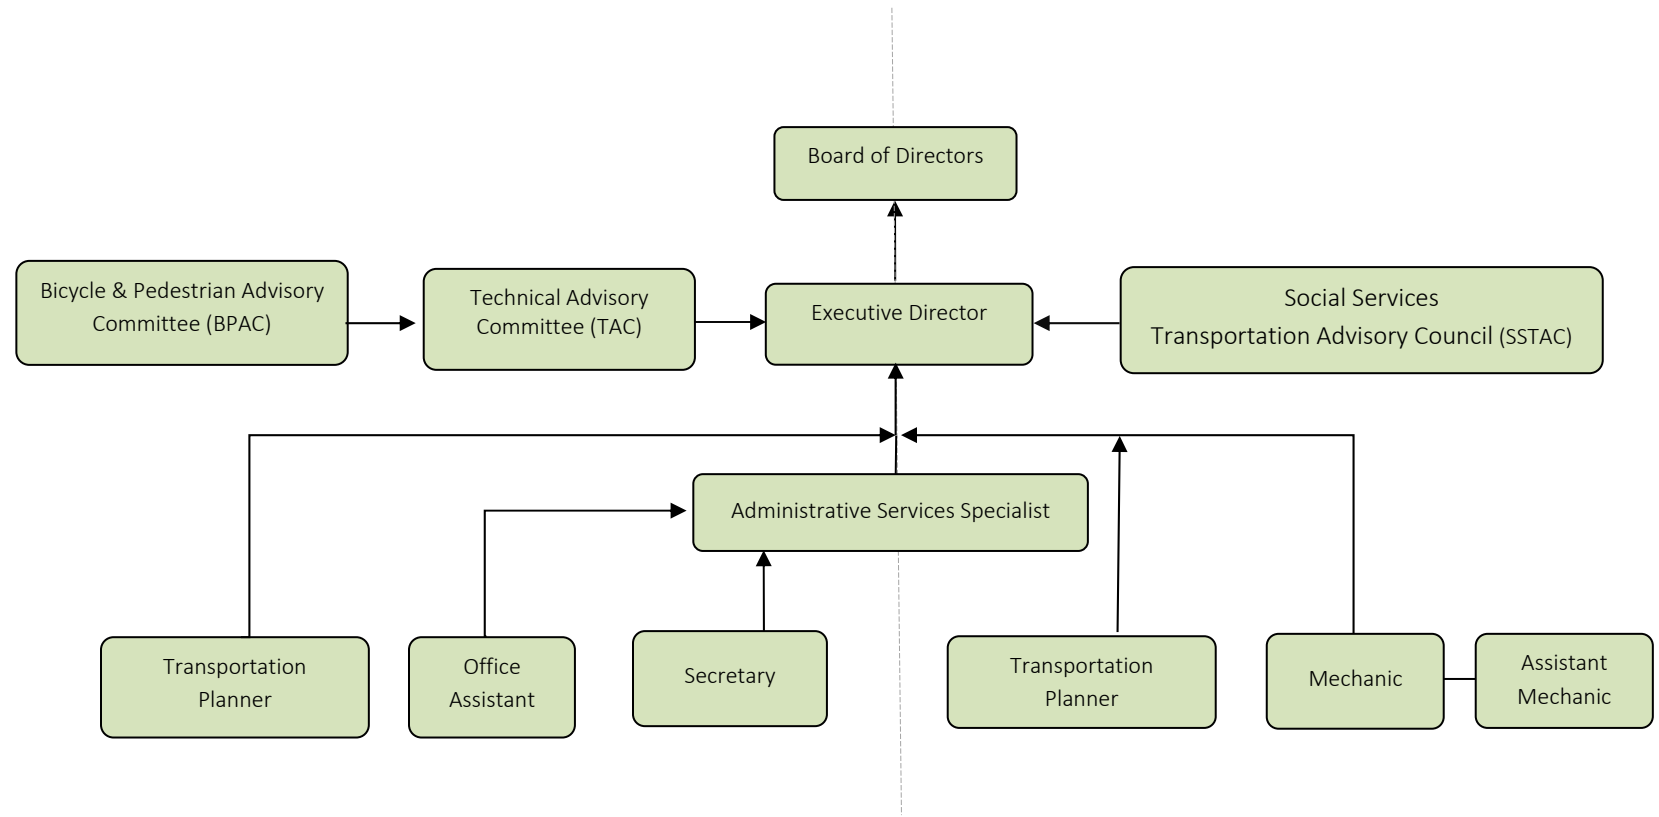 Board of Directors
Bicycle & Pedestrian Advisory
Committee (BPAC)
Technical Advisory
Committee (TAC)
Executive Director
Social Services
Transportation Advisory Council (SSTAC)
Administrative Services Specialist
Transportation
Planner
Office
Assistant
Secretary
Transportation
Planner
Mechanic
Assistant
Mechanic